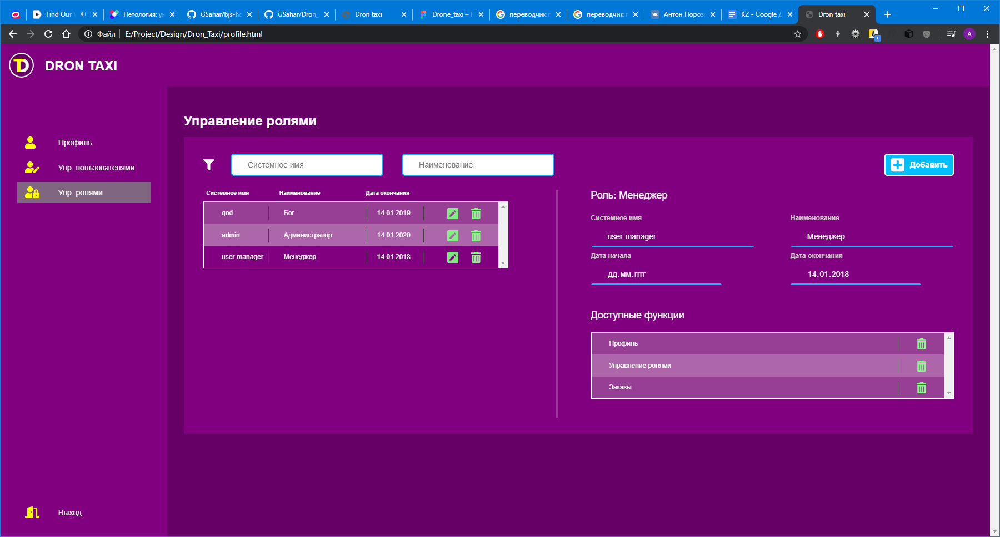 Find Our
Нетология: ун
GSahar/bjs-ho
GSahar/Dron_
Dron taxi
Drone_taxi – F
переводчик г
переводчик г
Антон Порозо
KZ - Google Д
Dron taxi
Файл
E:/Project/Design/Dron_Taxi/profile.html
A
TD
DRON TAXI
Профиль
Упр. пользователями
Упр. ролями
Выход
Управление ролями
Системное имя
Наименование
Добавить
Системное имя Наименование Дата окончания
god Бог 14.01.2019
admin Администратор 14.01.2020
user-manager Менеджер 14.01.2018
Роль: Менеджер
Системное имя Наименование
user-manager Менеджер
Дата начала Дата окончания
дд.мм.гггг 14.01.2018
Доступные функции
Профиль
Управление ролями
Заказы